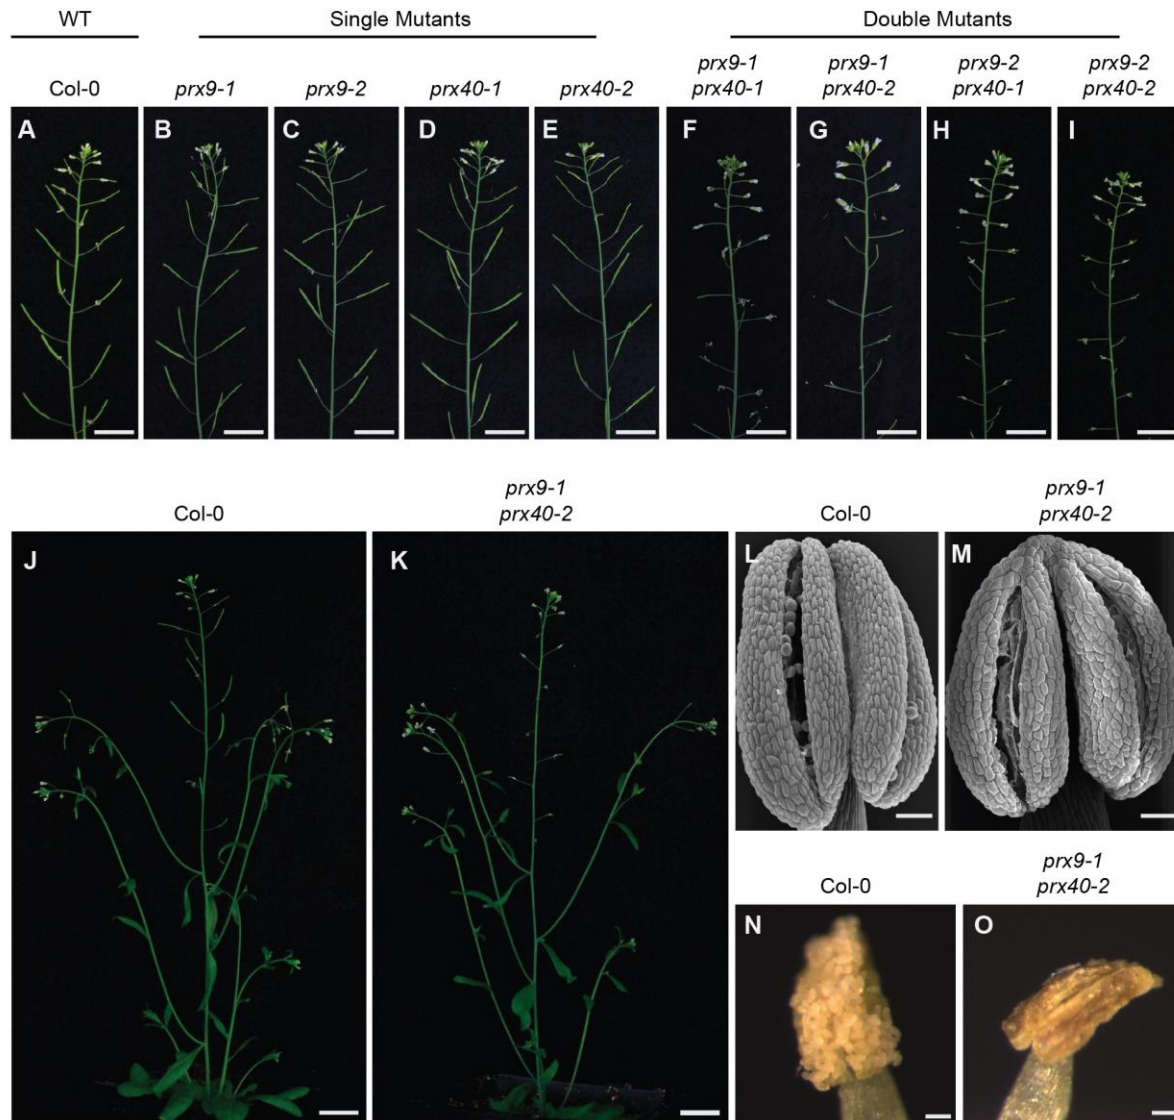 WT Single Mutants Double Mutants
Col-0 prx9-1 prx9-2 prx40-1 prx40-2 prx9-1 prx9-1 prx9-2 prx9-2
prx40-1 prx40-2 prx40-1 prx40-2
A B C D E F G H I
Col-0 prx9-1
prx40-2
Col-0 prx9-1
prx40-2
J K L M
Col-0 prx9-1
prx40-2
N O